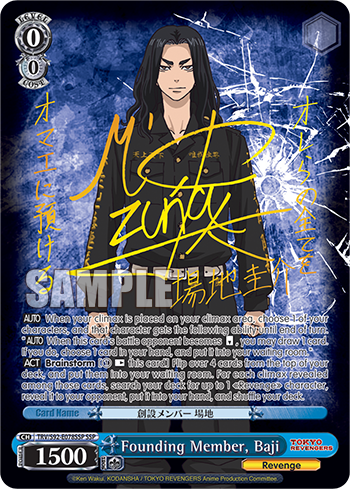 LEVEL
0
0
COST
オレらの全てを
オマエに預ける
場地 圭介
SAMPLE
AUTO When your climax is placed on your climax area, choose 1 of your
characters, and that character gets the following ability until end of turn.
"AUTO When this card's battle opponent becomes , you may draw 1 card.
If you do, choose 1 card in your hand, and put it into your waiting room."
ACT Brainstorm [① this card] Flip over 4 cards from the top of your
deck, and put them into your waiting room. For each climax revealed
among those cards, search your deck for up to 1 <Revenge> character,
reveal it, put it into your hand, and shuffle your deck.
Card Name
創設メンバー 場地
CH
TRV/S92-E078SSP SSP
1500
Founding Member, Baji
TOKYO
REVENGERS
Revenge
©Ken Wakui, KODANSHA / TOKYO REVENGERS Anime Production Committee.